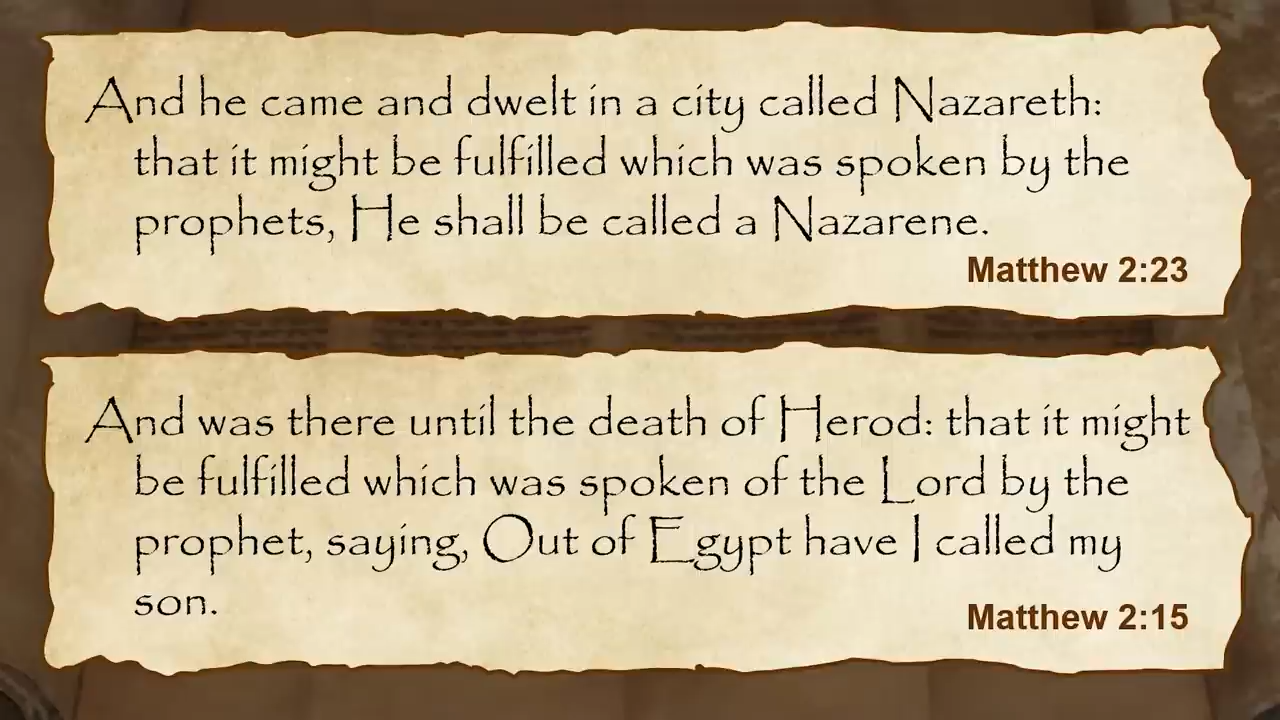 And he came and dwelt in a city called Nazareth:
that it might be fulfilled which was spoken by the
prophets, He shall be called a Nazarene.
Matthew 2:23
And was there until the death of Herod: that it might
be fulfilled which was spoken of the Lord by the
prophet, saying, Out of Egypt have I called my
son.
Matthew 2:15